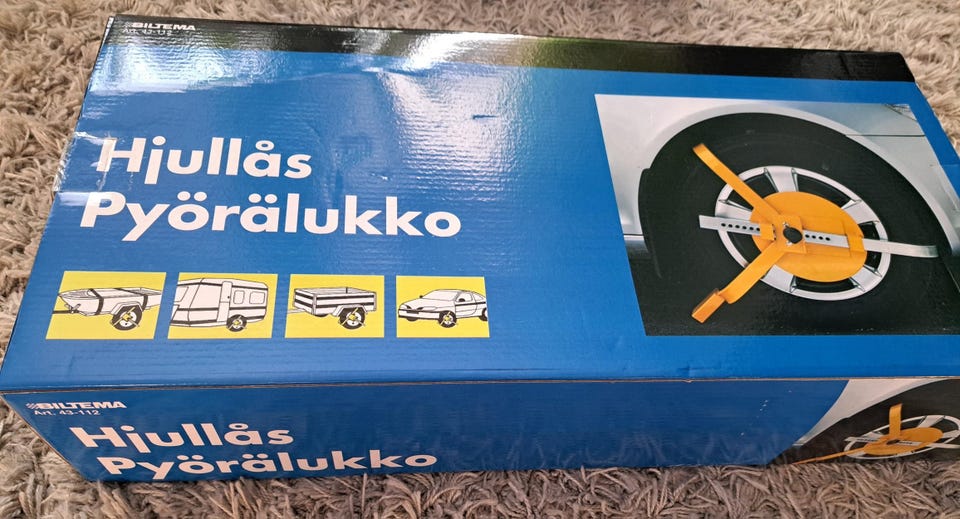 BILTEMA
Art. 43-112
Hjullås
Pyörälukko
BILTEMA
Art. 43-112
Hjullås
Pyörälukko